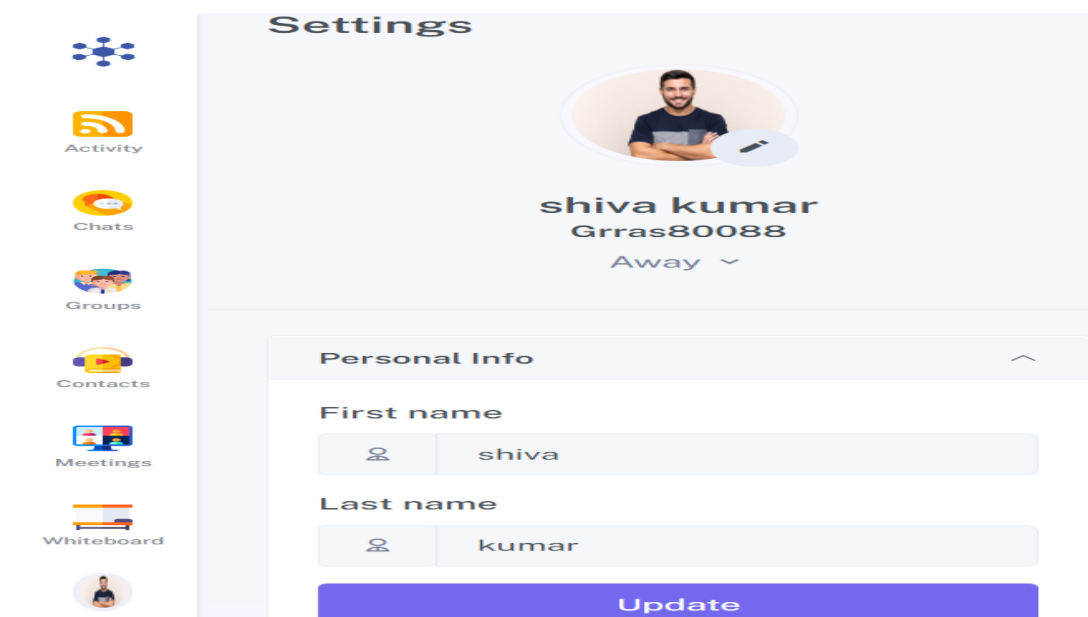 Settings
Activity
Chats
Groups
Contacts
Meetings
Whiteboard
shiva kumar
Grras80088
Away
Personal Info
First name
shiva
Last name
kumar
Update